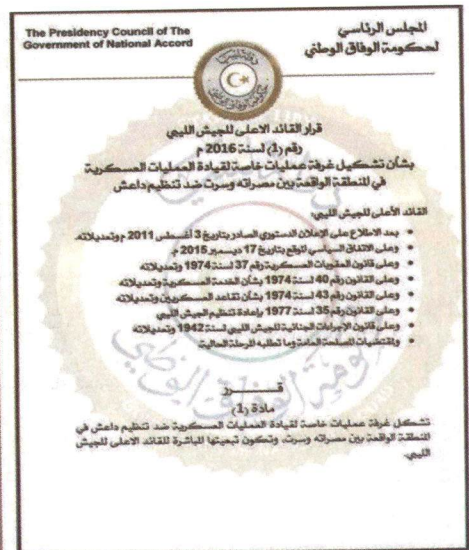 The Presidency Council of The
Government of National Accord
المجلس الرئاسي
لحكومة الوفاق الوطني
قرار القائد الاعلى للجيش الليبي
رقم (1) لسنة 2016 م
بشأن تشكيل غرفة عمليات خاصة لقيادة العمليات العسكرية
في المنطقة الواقعة بين مصراته وسرت ضد تنظيم داعش
القائد الأعلى للجيش الليبي:
• بعد الاطلاع على الإعلان الدستوري الصادر بتاريخ 3 أغسطس 2011 م وتعديلاته.
• وعلى الاتفاق السياسي الموقع بتاريخ 17 ديسمبر 2015 م.
• وعلى قانون العقوبات العسكرية رقم 37 لسنة 1974 وتعديلاته
• وعلى القانون رقم 40 لسنة 1974 بشأن الخدمة العسكرية وتعديلاته
• وعلى القانون رقم 43 لسنة 1974 بشأن تقاعد العسكريين وتعديلاته
• وعلى القانون رقم 35 لسنة 1977 بإعادة تنظيم الجيش الليبي
• وعلى قانون الإجراءات الجنائية للجيش الليبي لسنة 1942 وتعديلاته
• ولمقتضيات المصلحة العامة وما تطلبه المرحلة الحالية.
قـــــرر
مادة (1)
تشكل غرفة عمليات خاصة لقيادة العمليات العسكرية ضد تنظيم داعش في
المنطقة الواقعة بين مصراته وسرت، وتكون تبعيتها المباشرة للقائد الاعلى للجيش
الليبي.